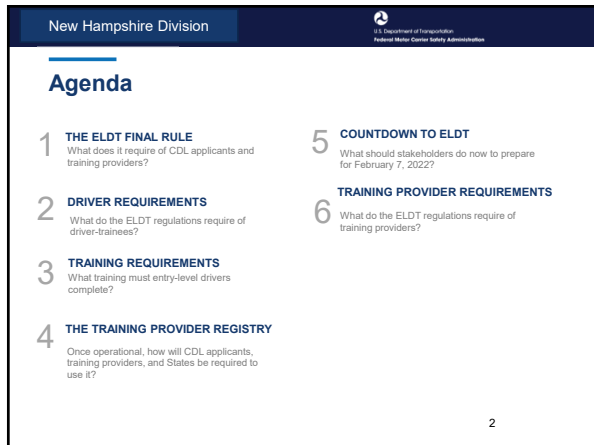 New Hampshire Division
U.S. Department of Transportation
Federal Motor Carrier Safety Administration
Agenda
1
THE ELDT FINAL RULE
What does it require of CDL applicants and
training providers?
2
DRIVER REQUIREMENTS
What do the ELDT regulations require of
driver-trainees?
3
TRAINING REQUIREMENTS
What training must entry-level drivers
complete?
4
THE TRAINING PROVIDER REGISTRY
Once operational, how will CDL applicants,
training providers, and States be required to
use it?
5
COUNTDOWN TO ELDT
What should stakeholders do now to prepare
for February 7, 2022?
6
TRAINING PROVIDER REQUIREMENTS
What do the ELDT regulations require of
training providers?
2